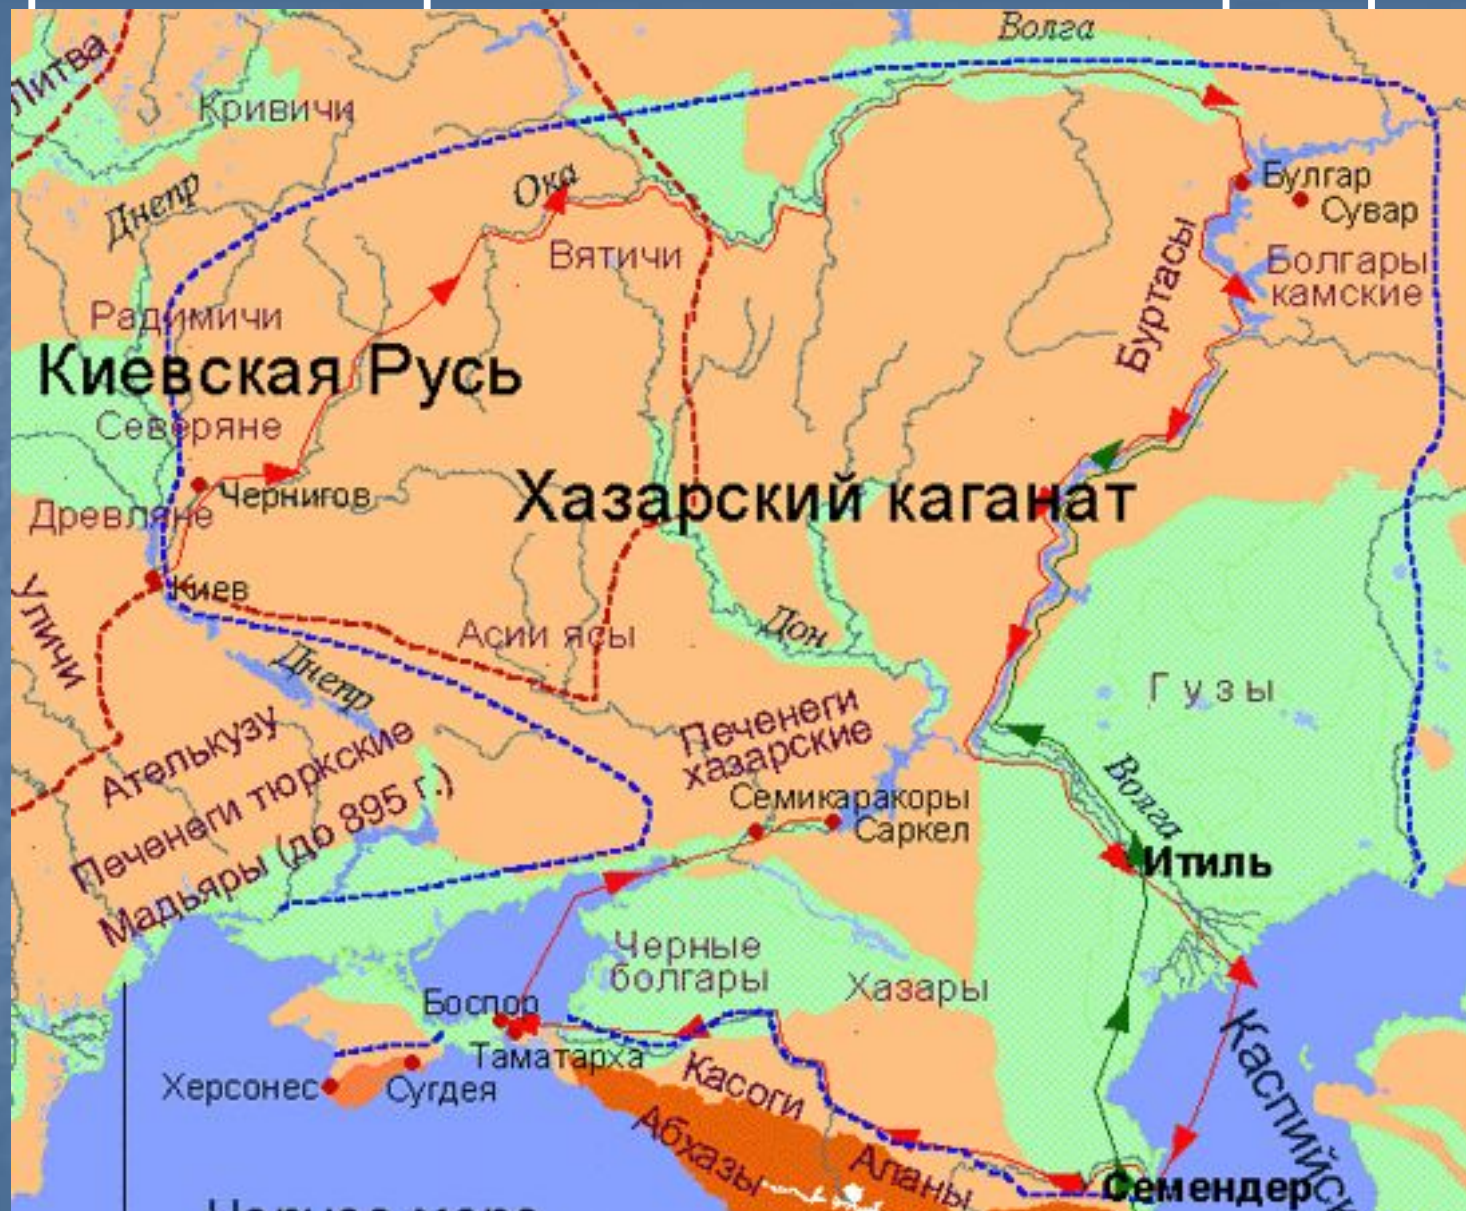 Волга
Литва
Кривичи
Днепр
Ока
Булгар
Сувар
Вятичи
Буртасы
Болгары
камские
Радимичи
Киевская Русь
Северяне
Чернигов
Хазарский каганат
Древляне
Киев
Уличи
Асии ясы
Дон
Днепр
Гузы
Печенеги
хазарские
Ателькузу
Печенеги тюркские
Мадьяры (до 895 г.)
Волга
Семикаракоры
Саркел
Итиль
Черные
болгары
Хазары
Боспор
Таматарха
Херсонес
Сугдея
Касоги
Абхазы
Аланы
Каспийск
Семендер